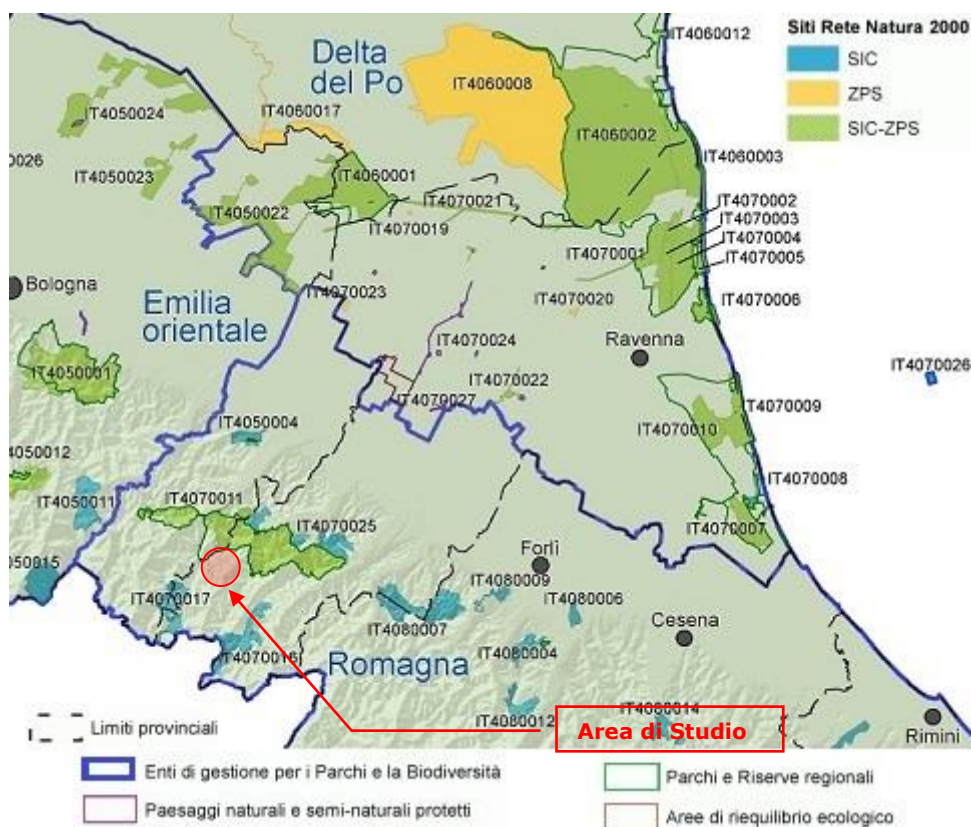 IT4060012
Siti Rete Natura 2000
SIC
ZPS
SIC-ZPS
Delta
del Po
IT4060008
IT4050024
IT4060017
IT4060002
0026
IT4050023
IT4060003
IT4060001
IT4070021
IT4070002
IT4050022
IT4070003
IT4070019
IT4070004
IT4070001
IT4070005
Bologna
IT4070023
IT4070020
IT4070006
Emilia
orientale
IT4070024
Ravenna
IT4050001
IT4070026
IT4070022
IT4070027
IT4070009
IT4050004
IT4070010
4050012
IT4070008
IT4050011
IT4070011
IT4070025
IT4070007
Forlì
050015
IT4080009
IT4070017
IT4080006
IT4080007
Cesena
IT4080004
IT4070016
Romagna
IT4080012
IT4080014
Area di Studio
Limiti provinciali
Rimini
Enti di gestione per i Parchi e la Biodiversità
Parchi e Riserve regionali
Paesaggi naturali e semi-naturali protetti
Aree di riequilibrio ecologico